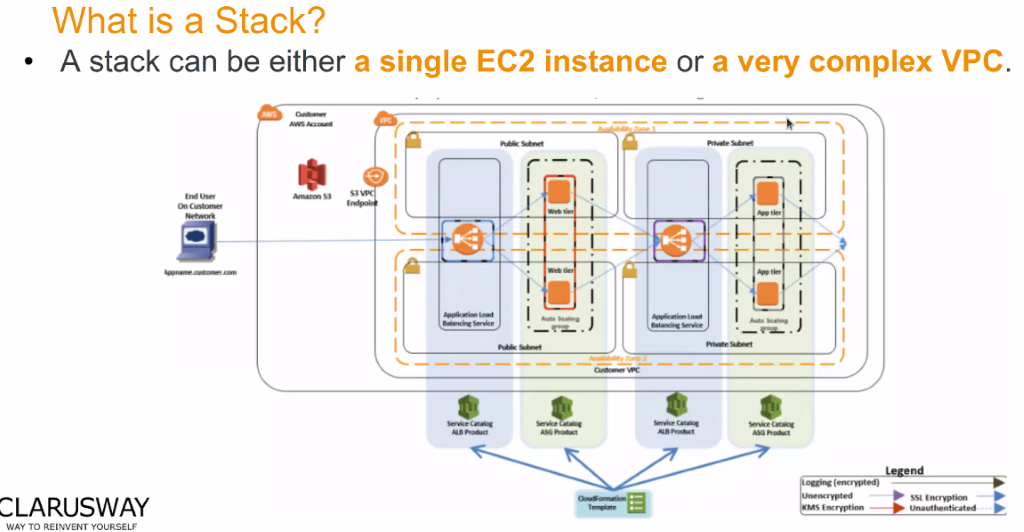 What is a Stack?
• A stack can be either a single EC2 instance or a very complex VPC.
AWS
Customer
AWS Account
VPC
Availability Zone 1
Public Subnet
Private Subnet
Amazon S3
S3 VPC
Endpoint
End User
On Customer
Network
Appname.customer.com
Web tier
App tier
Web tier
App tier
Application Load
Balancing Service
Auto Scaling
group
Application Load
Balancing Service
Auto Scaling
group
Public Subnet
Private Subnet
Availability Zone 2
Customer VPC
Service Catalog
ALB Product
Service Catalog
ASG Product
Service Catalog
ALB Product
Service Catalog
ASG Product
CloudFormation
Template
Legend
Logging (encrypted)
Unencrypted
SSL Encryption
KMS Encryption
Unauthenticated
CLARUSWAY
WAY TO REINVENT YOURSELF